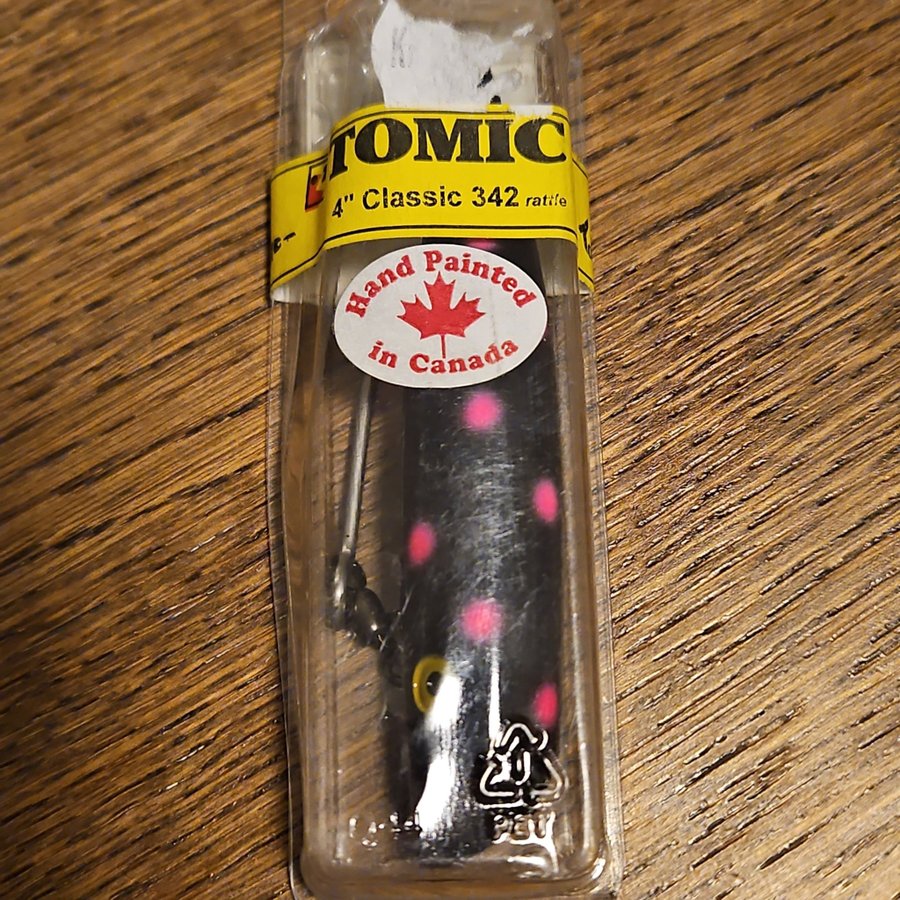 TOMIC
4" Classic 342 rattle
Hand Painted
in Canada